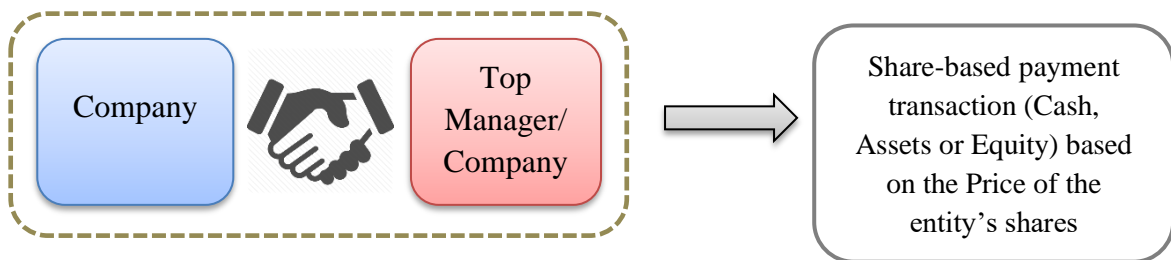 Company
Top
Manager/
Company
Share-based payment
transaction (Cash,
Assets or Equity) based
on the Price of the
entity's shares